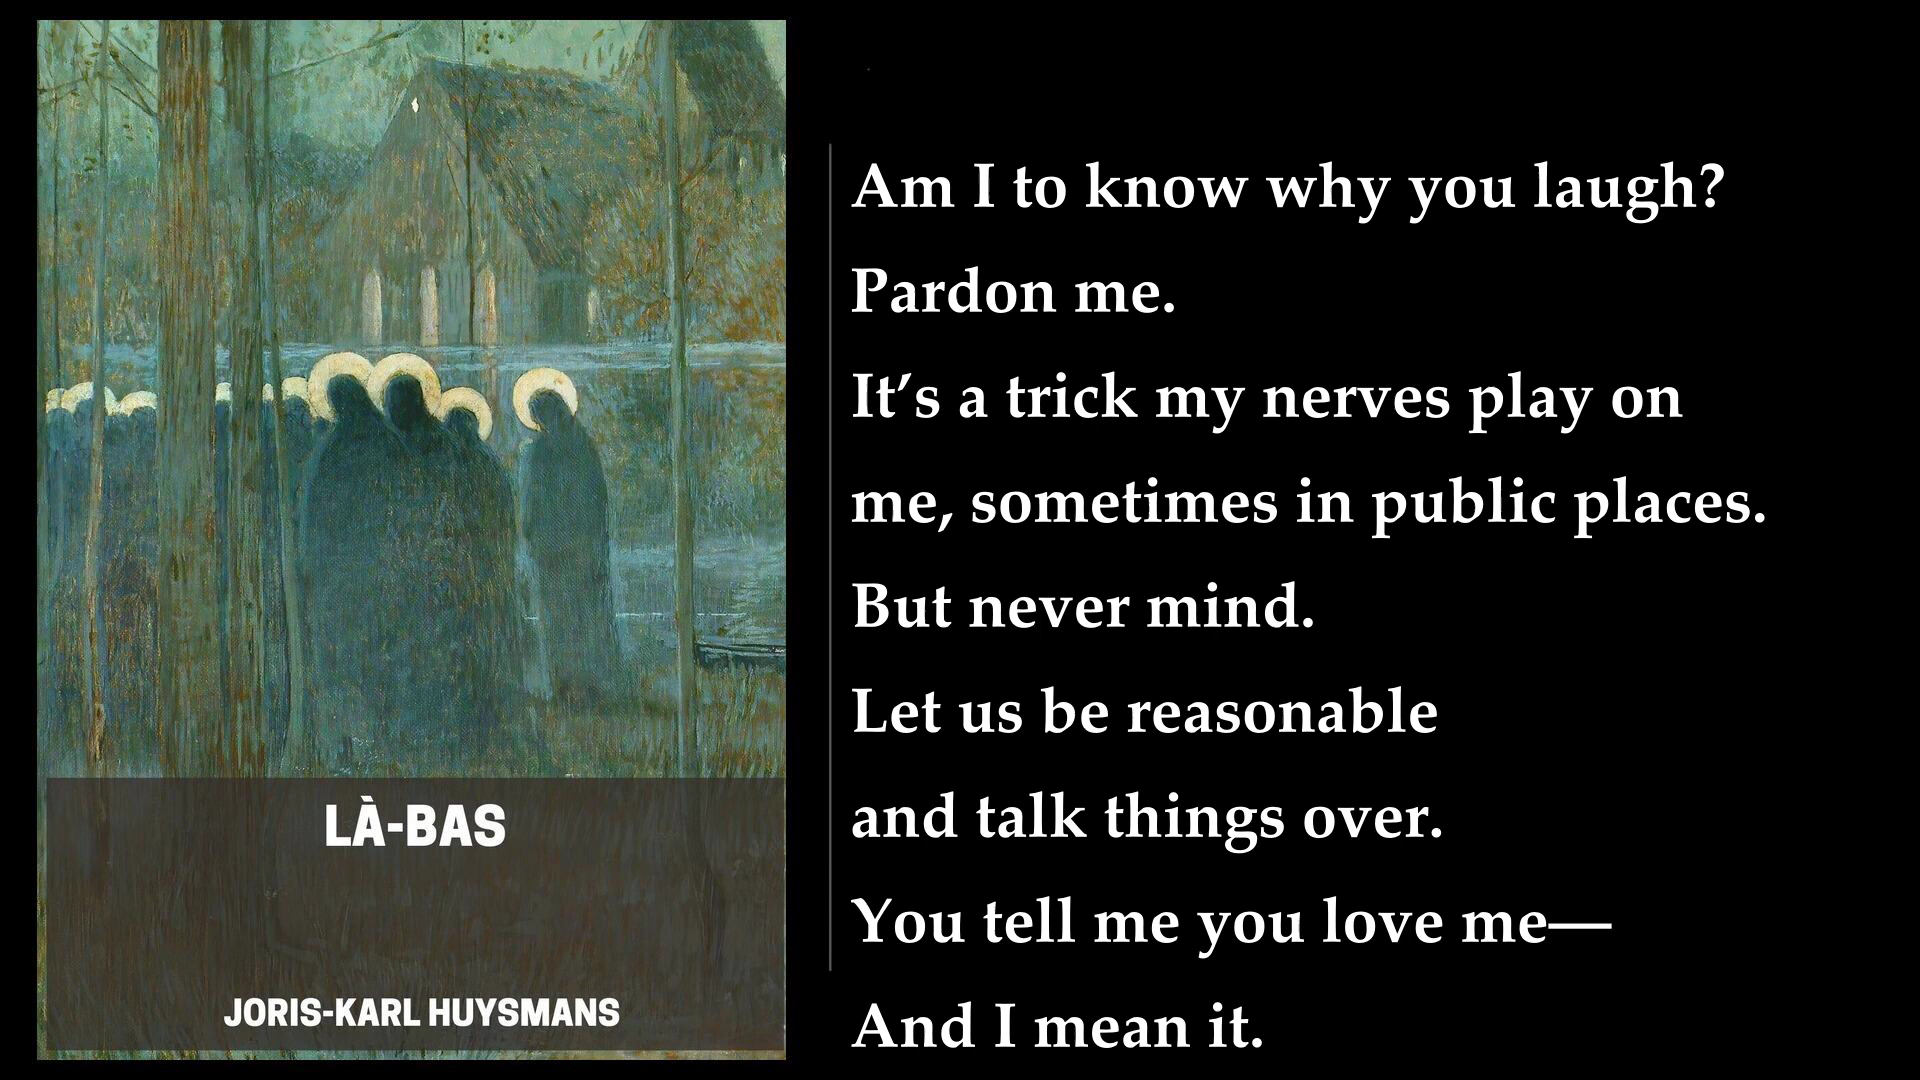 LÀ-BAS
JORIS-KARL HUYSMANS
Am I to know why you laugh?
Pardon me.
It’s a trick my nerves play on
me, sometimes in public places.
But never mind.
Let us be reasonable
and talk things over.
You tell me you love me—
And I mean it.